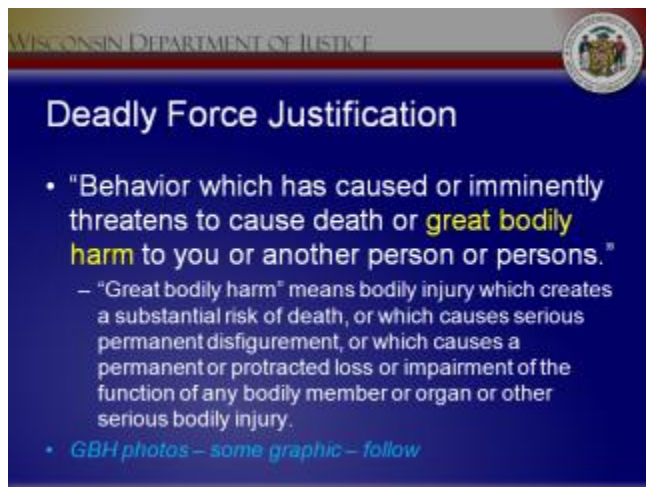 WISCONSIN DEPARTMENT OF JUSTICE
Deadly Force Justification
• “Behavior which has caused or imminently
threatens to cause death or great bodily
harm to you or another person or persons.”
– “Great bodily harm” means bodily injury which creates
a substantial risk of death, or which causes serious
permanent disfigurement, or which causes a
permanent or protracted loss or impairment of the
function of any bodily member or organ or other
serious bodily injury.
• GBH photos – some graphic – follow